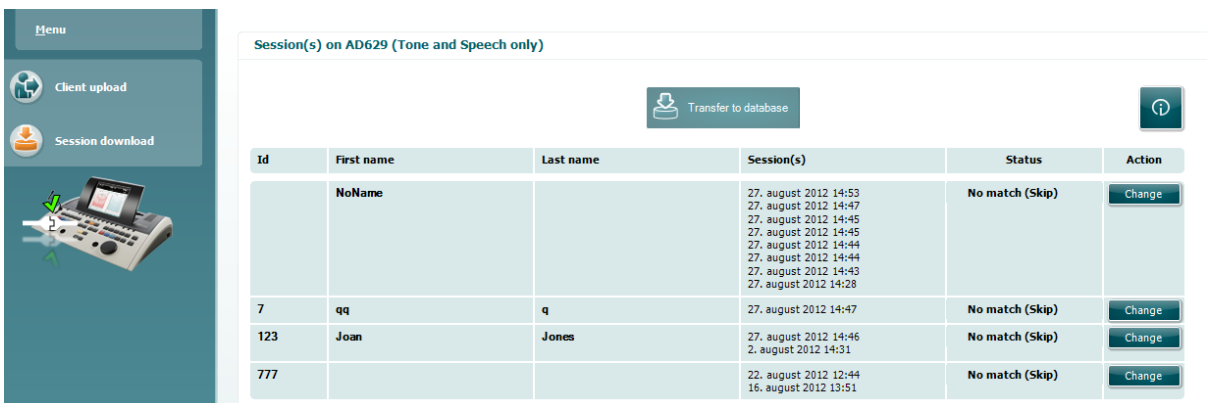 Menu
Client upload
Session download
Session(s) on AD629 (Tone and Speech only)
Transfer to database
Id First name Last name Session(s) Status Action
NoName 27. august 2012 14:53 No match (Skip) Change
27. august 2012 14:47
27. august 2012 14:45
27. august 2012 14:45
27. august 2012 14:44
27. august 2012 14:44
27. august 2012 14:43
27. august 2012 14:28
7 qq q 27. august 2012 14:47 No match (Skip) Change
123 Joan Jones 27. august 2012 14:46 No match (Skip) Change
2. august 2012 14:31
777 22. august 2012 12:44 No match (Skip) Change
16. august 2012 13:51